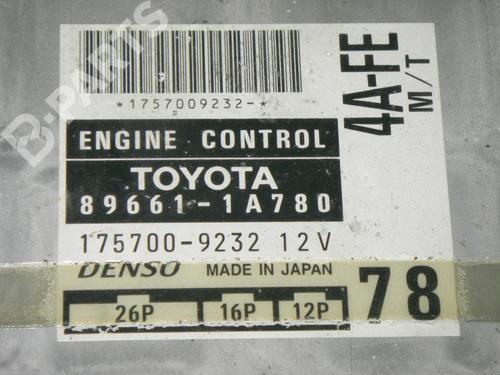 B-PARTS
*1757009232-*
4A-FE
M/T
ENGINE CONTROL
TOYOTA
89661-1A780
175700-9232 12V
DENSO MADE IN JAPAN
78
26P 16P 12P